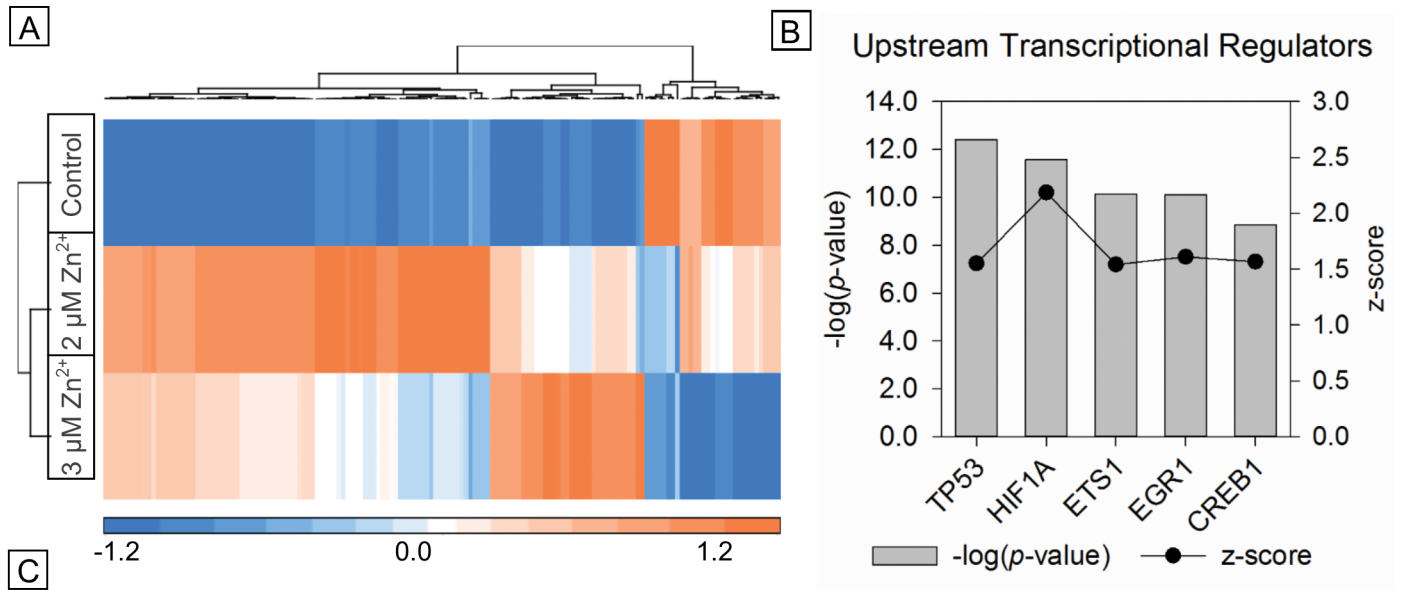 A
Control
2 µM Zn²⁺
3 µM Zn²⁺
-1.2 0.0 1.2
C
B
Upstream Transcriptional Regulators
14.0
12.0
10.0
8.0
6.0
4.0
2.0
0.0
-log(p-value)
3.0
2.5
2.0
1.5
1.0
0.5
0.0
z-score
TP53 HIF1A ETS1 EGR1 CREB1
-log(p-value) z-score